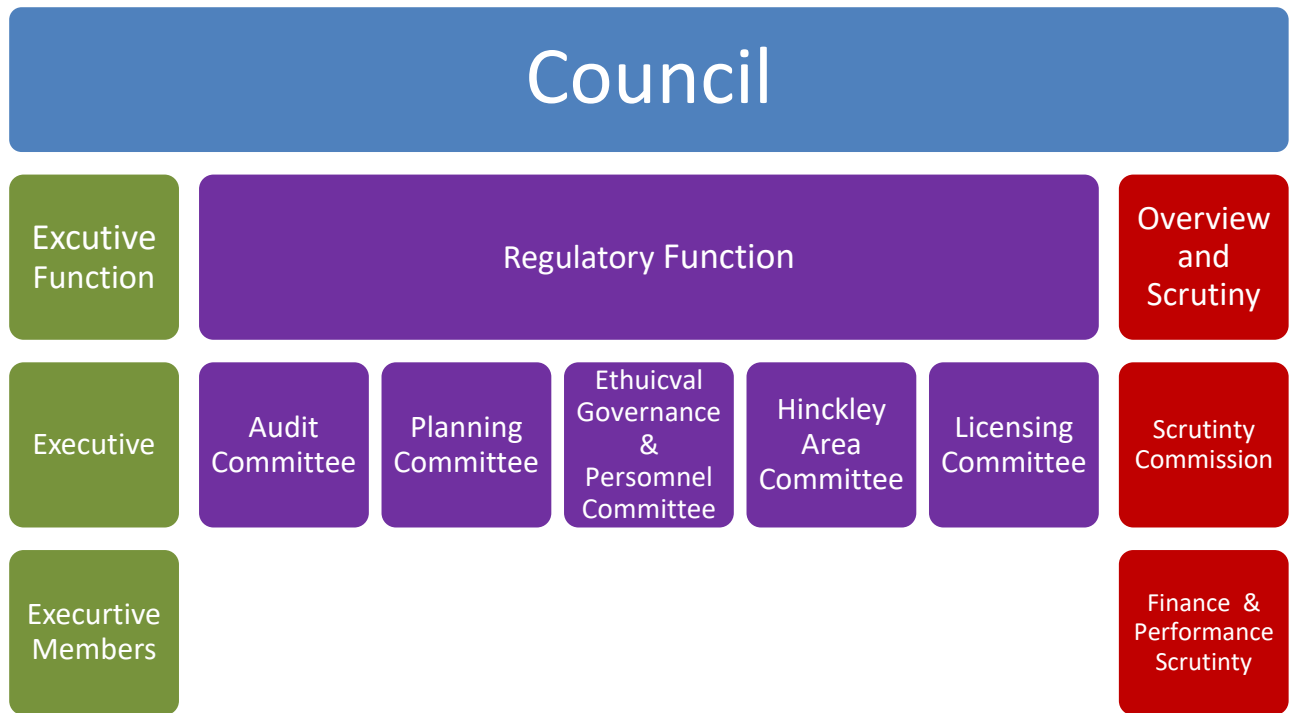 Council
Excutive
Function
Regulatory Function
Overview
and
Scrutiny
Executive
Audit
Committee
Planning
Committee
Ethuicval
Governance
&
Persomnel
Committee
Hinckley
Area
Committee
Licensing
Committee
Scrutinty
Commission
Execurtive
Members
Finance &
Performance
Scrutinty